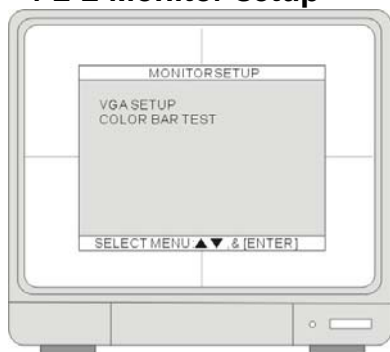 MONITORSETUP
VGA SETUP
COLOR BAR TEST
SELECT MENU:▲▼ ,& [ENTER]